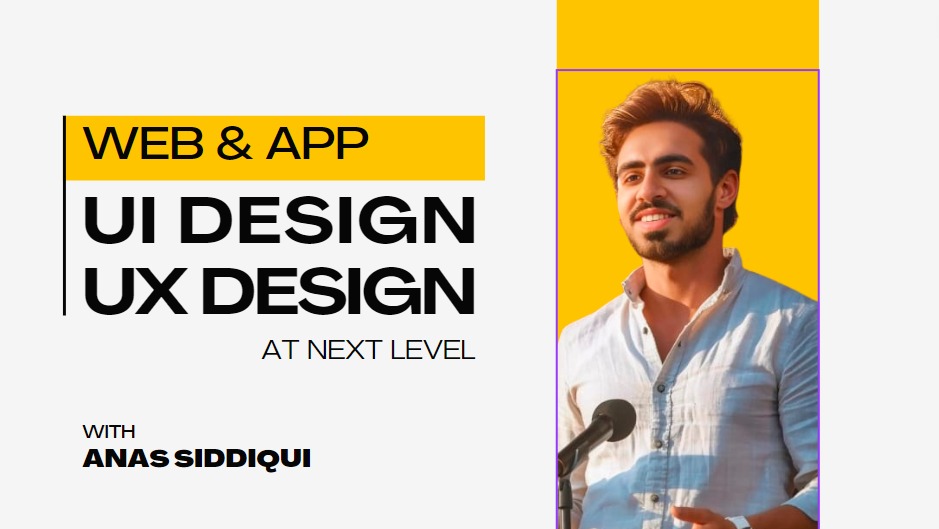 WEB & APP
UI DESIGN
UX DESIGN
AT NEXT LEVEL
WITH
ANAS SIDDIQUI